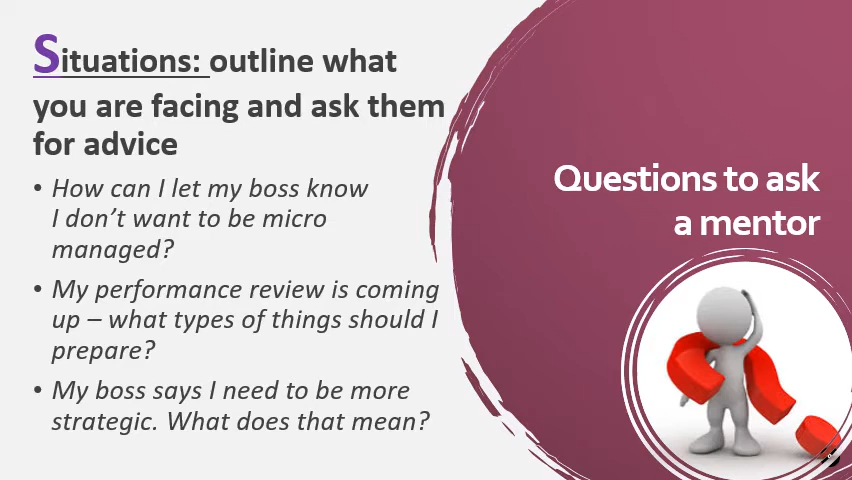 Situations: outline what
you are facing and ask them
for advice
• How can I let my boss know
I don't want to be micro
managed?
• My performance review is coming
up – what types of things should I
prepare?
• My boss says I need to be more
strategic. What does that mean?
Questions to ask
a mentor